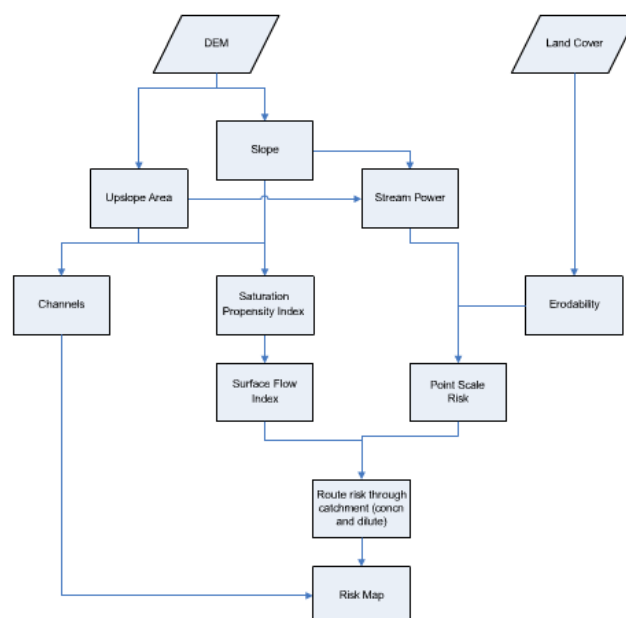 DEM
Land Cover
Slope
Upslope Area
Stream Power
Channels
Saturation
Propensity Index
Erodability
Surface Flow
Index
Point Scale
Risk
Route risk through
catchment (concn
and dilute)
Risk Map